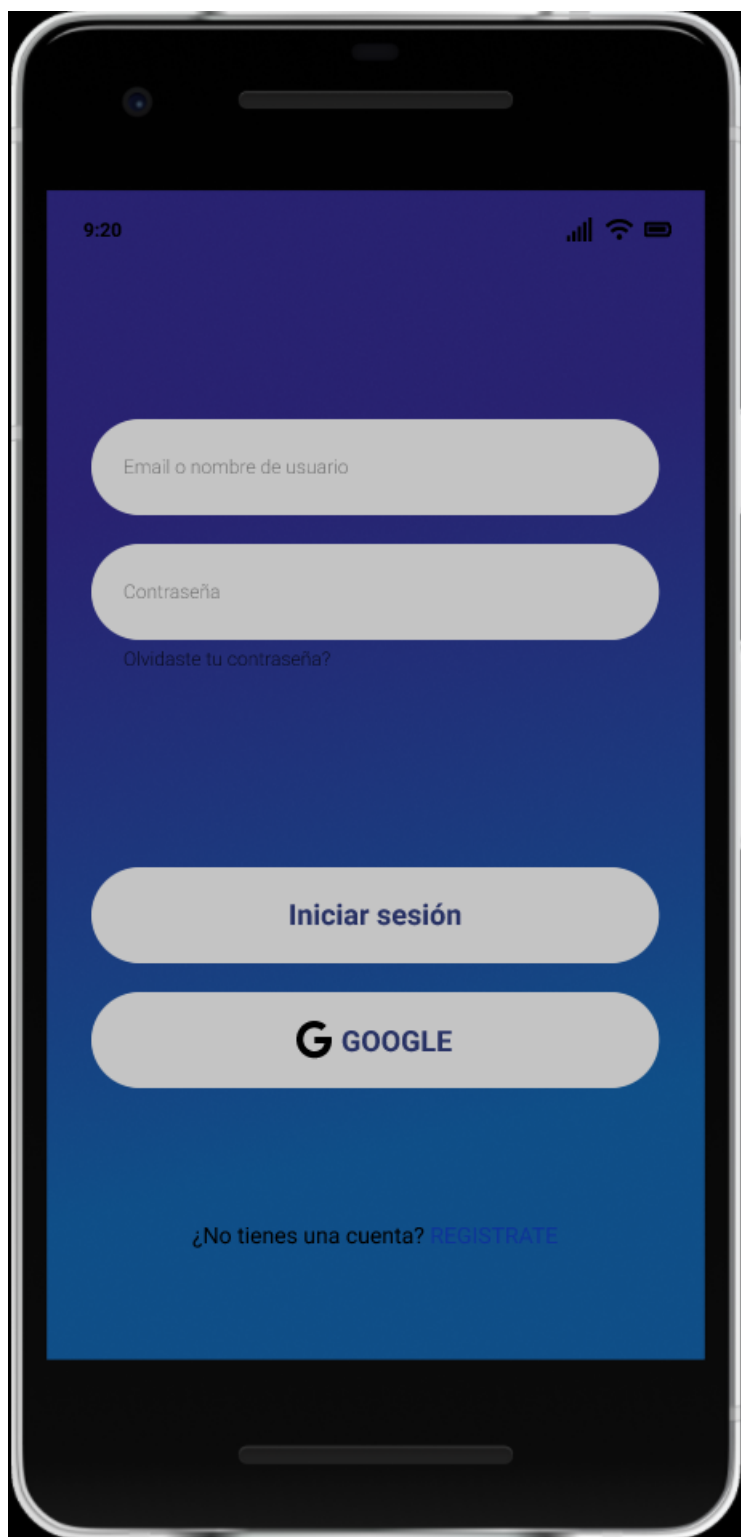 9:20
Email o nombre de usuario
Contraseña
Olvidaste tu contraseña?
Iniciar sesión
GOOGLE
¿No tienes una cuenta? REGISTRATE